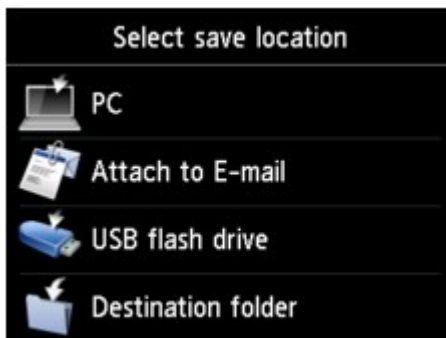 Select save location
PC
Attach to E-mail
USB flash drive
Destination folder